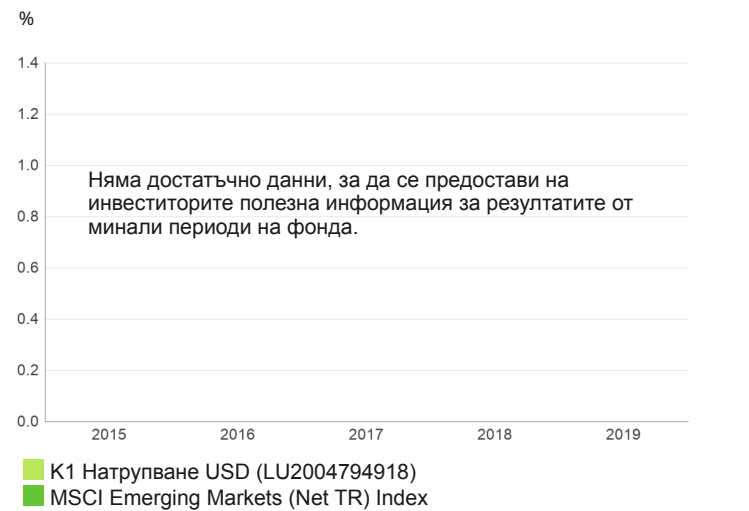 %
1.4
1.2
1.0
Няма достатъчно данни, за да се предостави на
инвеститорите полезна информация за резултатите от
минали периоди на фонда.
0.8
0.6
0.4
0.2
0.0
2015 2016 2017 2018 2019
K1 Натрупване USD (LU2004794918)
MSCI Emerging Markets (Net TR) Index